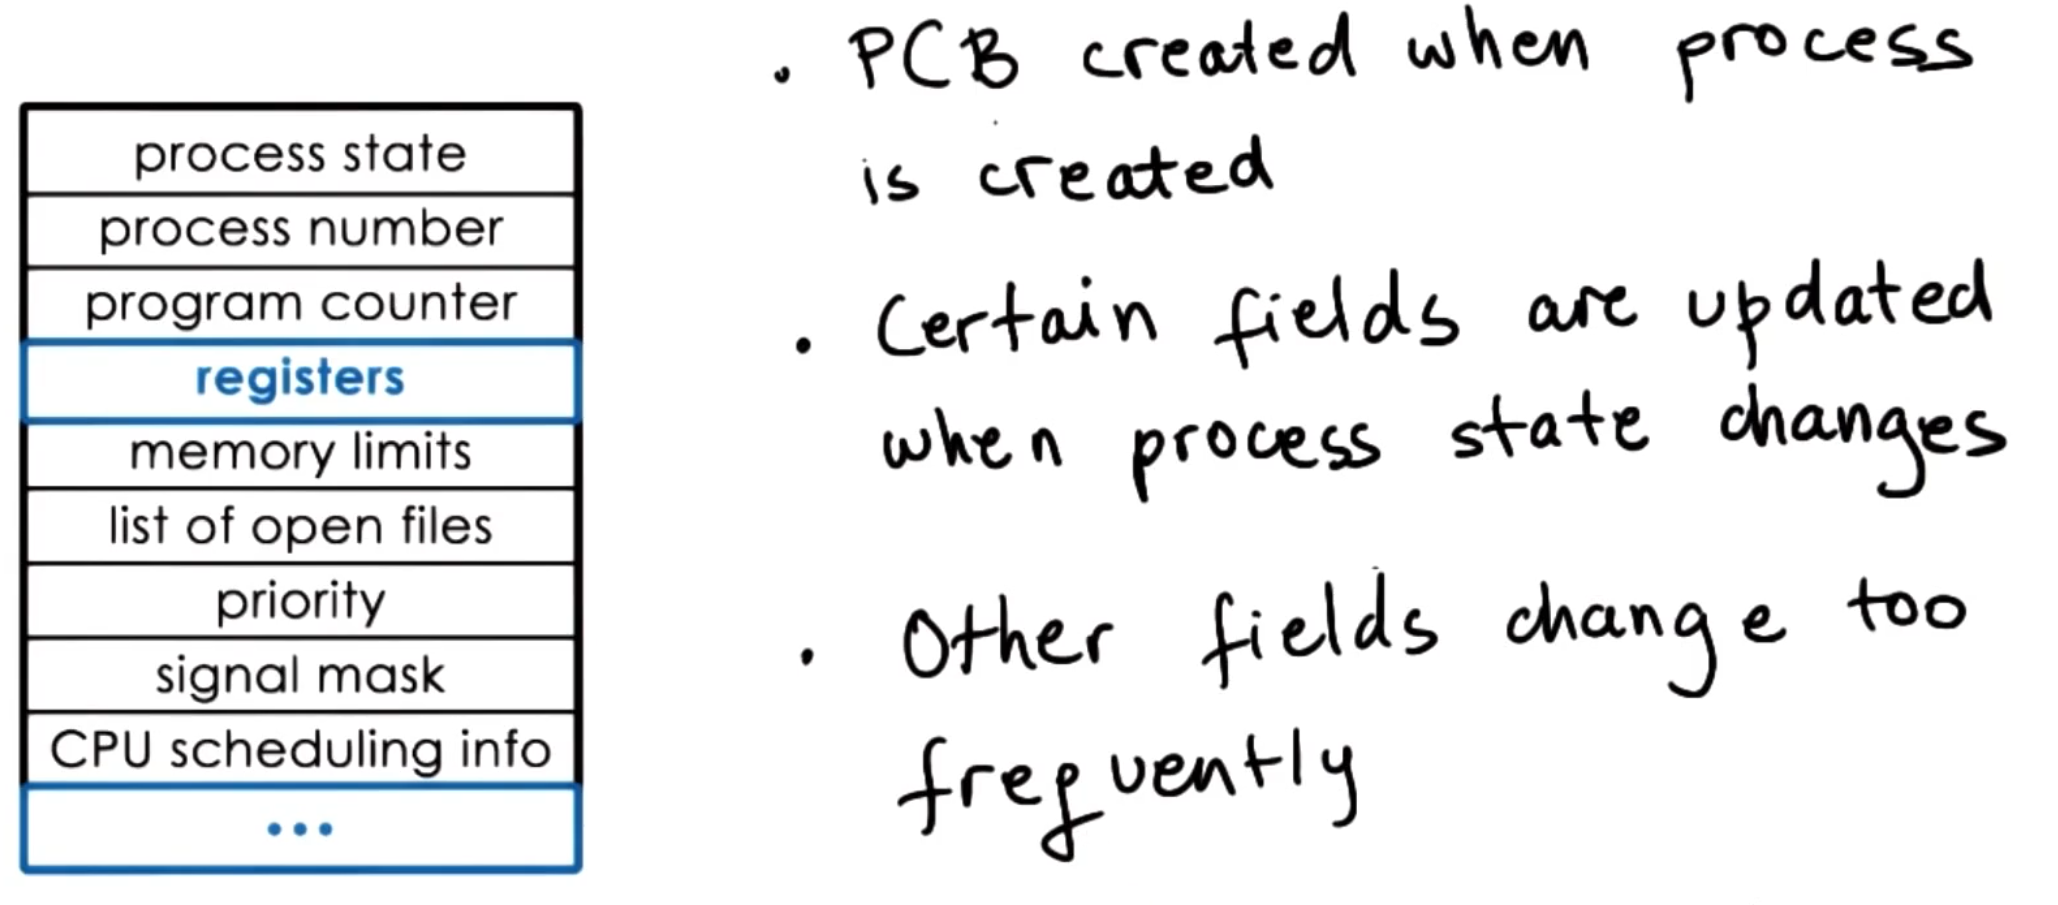 process state
process number
program counter
registers
memory limits
list of open files
priority
signal mask
CPU scheduling info
...
• PCB created when process
is created
• Certain fields are updated
when process state changes
• Other fields change too
frequently